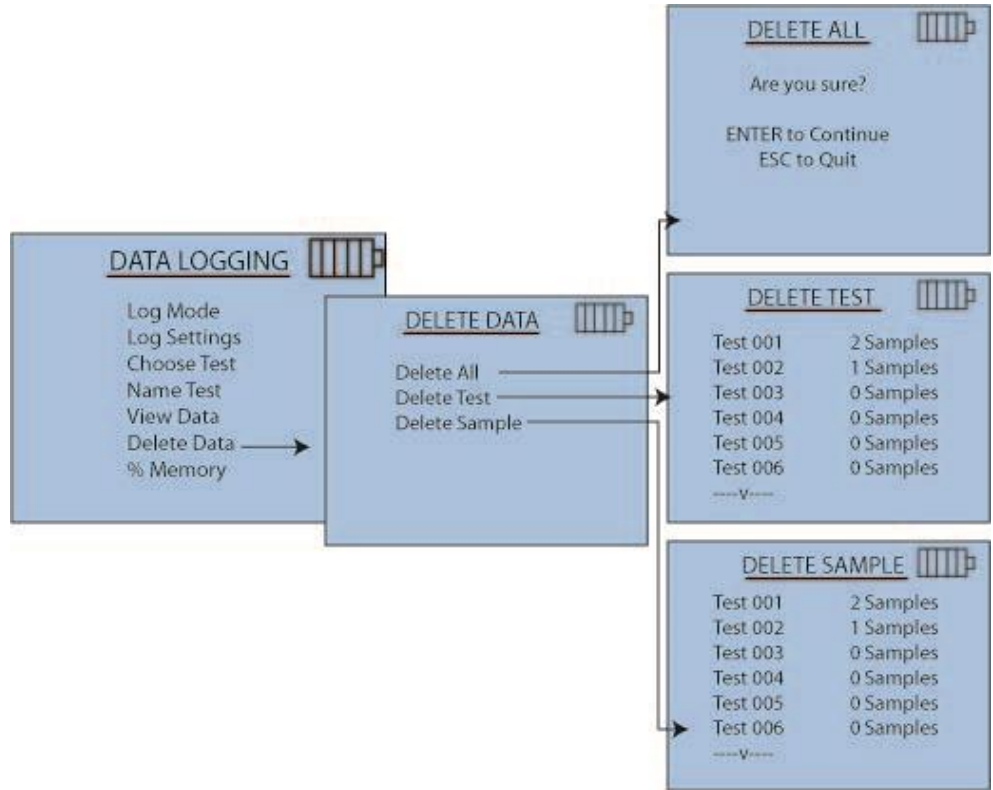 DELETE ALL
Are you sure?
ENTER to Continue
ESC to Quit
DATA LOGGING
Log Mode
Log Settings
Choose Test
Name Test
View Data
Delete Data
% Memory
DELETE DATA
Delete All
Delete Test
Delete Sample
DELETE TEST
Test 001 2 Samples
Test 002 1 Samples
Test 003 0 Samples
Test 004 0 Samples
Test 005 0 Samples
Test 006 0 Samples
----v----
DELETE SAMPLE
Test 001 2 Samples
Test 002 1 Samples
Test 003 0 Samples
Test 004 0 Samples
Test 005 0 Samples
Test 006 0 Samples
----v----